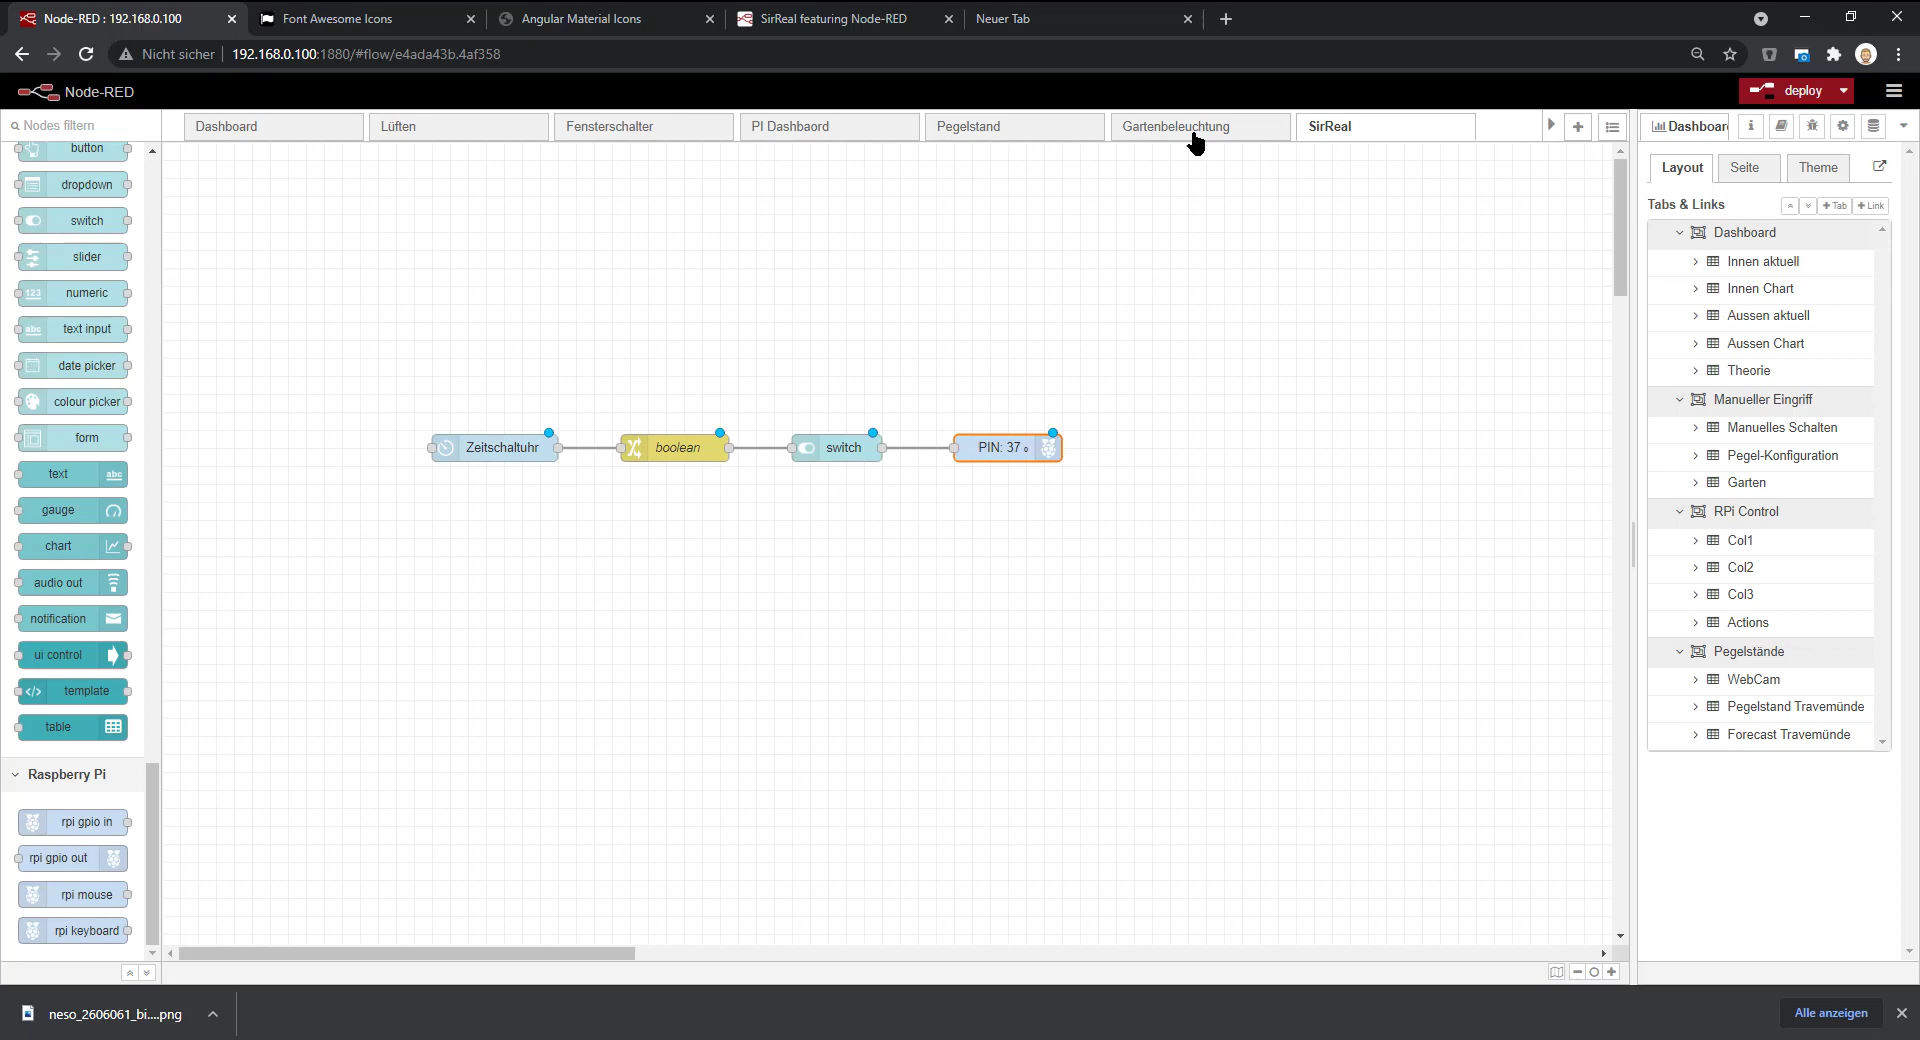 Node-RED : 192.168.0.100
Font Awesome Icons
Angular Material Icons
SirReal featuring Node-RED
Neuer Tab
Nicht sicher
192.168.0.100:1880/#flow/e4ada43b.4af358
Node-RED
deploy
Nodes filtern
Dashboard
Lüften
Fensterschalter
PI Dashbaord
Pegelstand
Gartenbeleuchtung
SirReal
Dashboar
button
dropdown
switch
slider
123 numeric
abc text input
date picker
colour picker
form
text abc
gauge
chart
audio out
notification
ui control
</> template
table
Raspberry Pi
rpi gpio in
rpi gpio out
rpi mouse
rpi keyboard
Zeitschaltuhr
boolean
switch
PIN: 37
Layout
Seite
Theme
Tabs & Links
+ Tab
+ Link
Dashboard
Innen aktuell
Innen Chart
Aussen aktuell
Aussen Chart
Theorie
Manueller Eingriff
Manuelles Schalten
Pegel-Konfiguration
Garten
RPi Control
Col1
Col2
Col3
Actions
Pegelstände
WebCam
Pegelstand Travemünde
Forecast Travemünde
neso_2606061_bi....png
Alle anzeigen